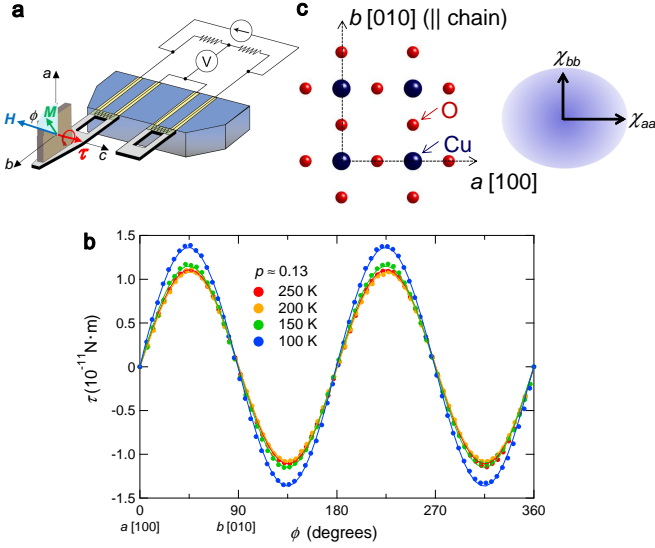 a
V
a
ϕ
M
H
b
c
τ
c
b [010] (|| chain)
O
Cu
a [100]
χbb
χaa
b
1.5
1.0
0.5
0
-0.5
-1.0
-1.5
τ (10⁻¹¹N·m)
p ≈ 0.13
250 K
200 K
150 K
100 K
0 90 180 270 360
a [100] b [010]
ϕ (degrees)